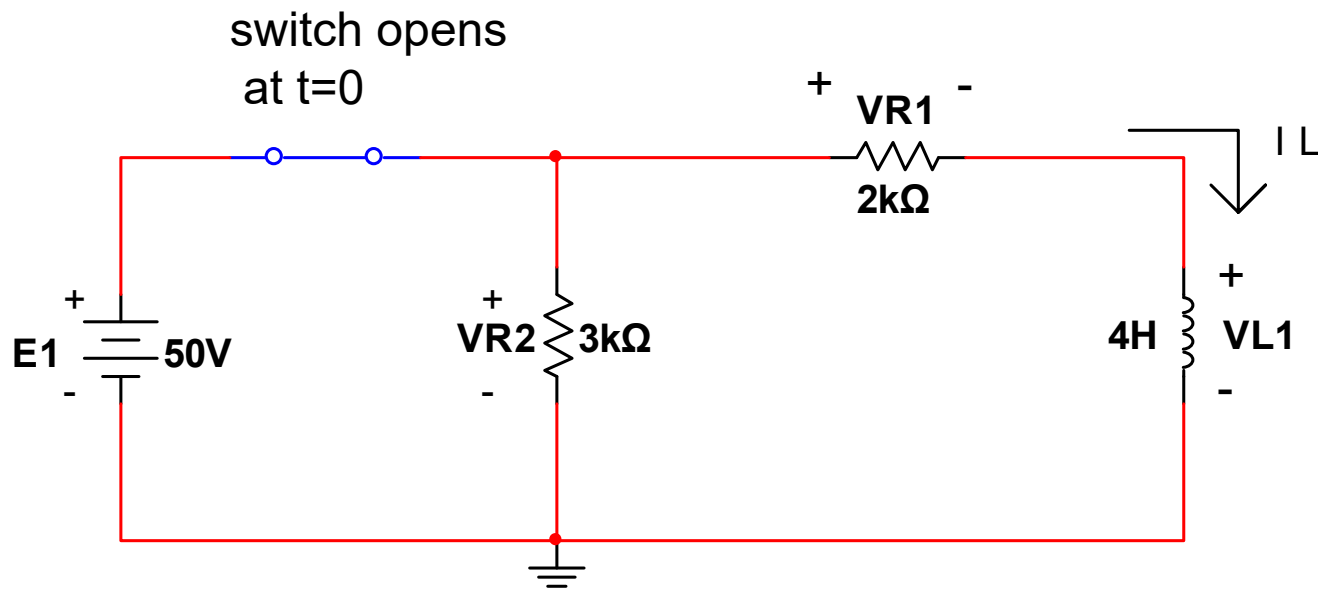 switch opens
at t=0
+ -
VR1
2kΩ
I L
+
E1
50V
-
+
VR2
3kΩ
-
4H
+
VL1
-